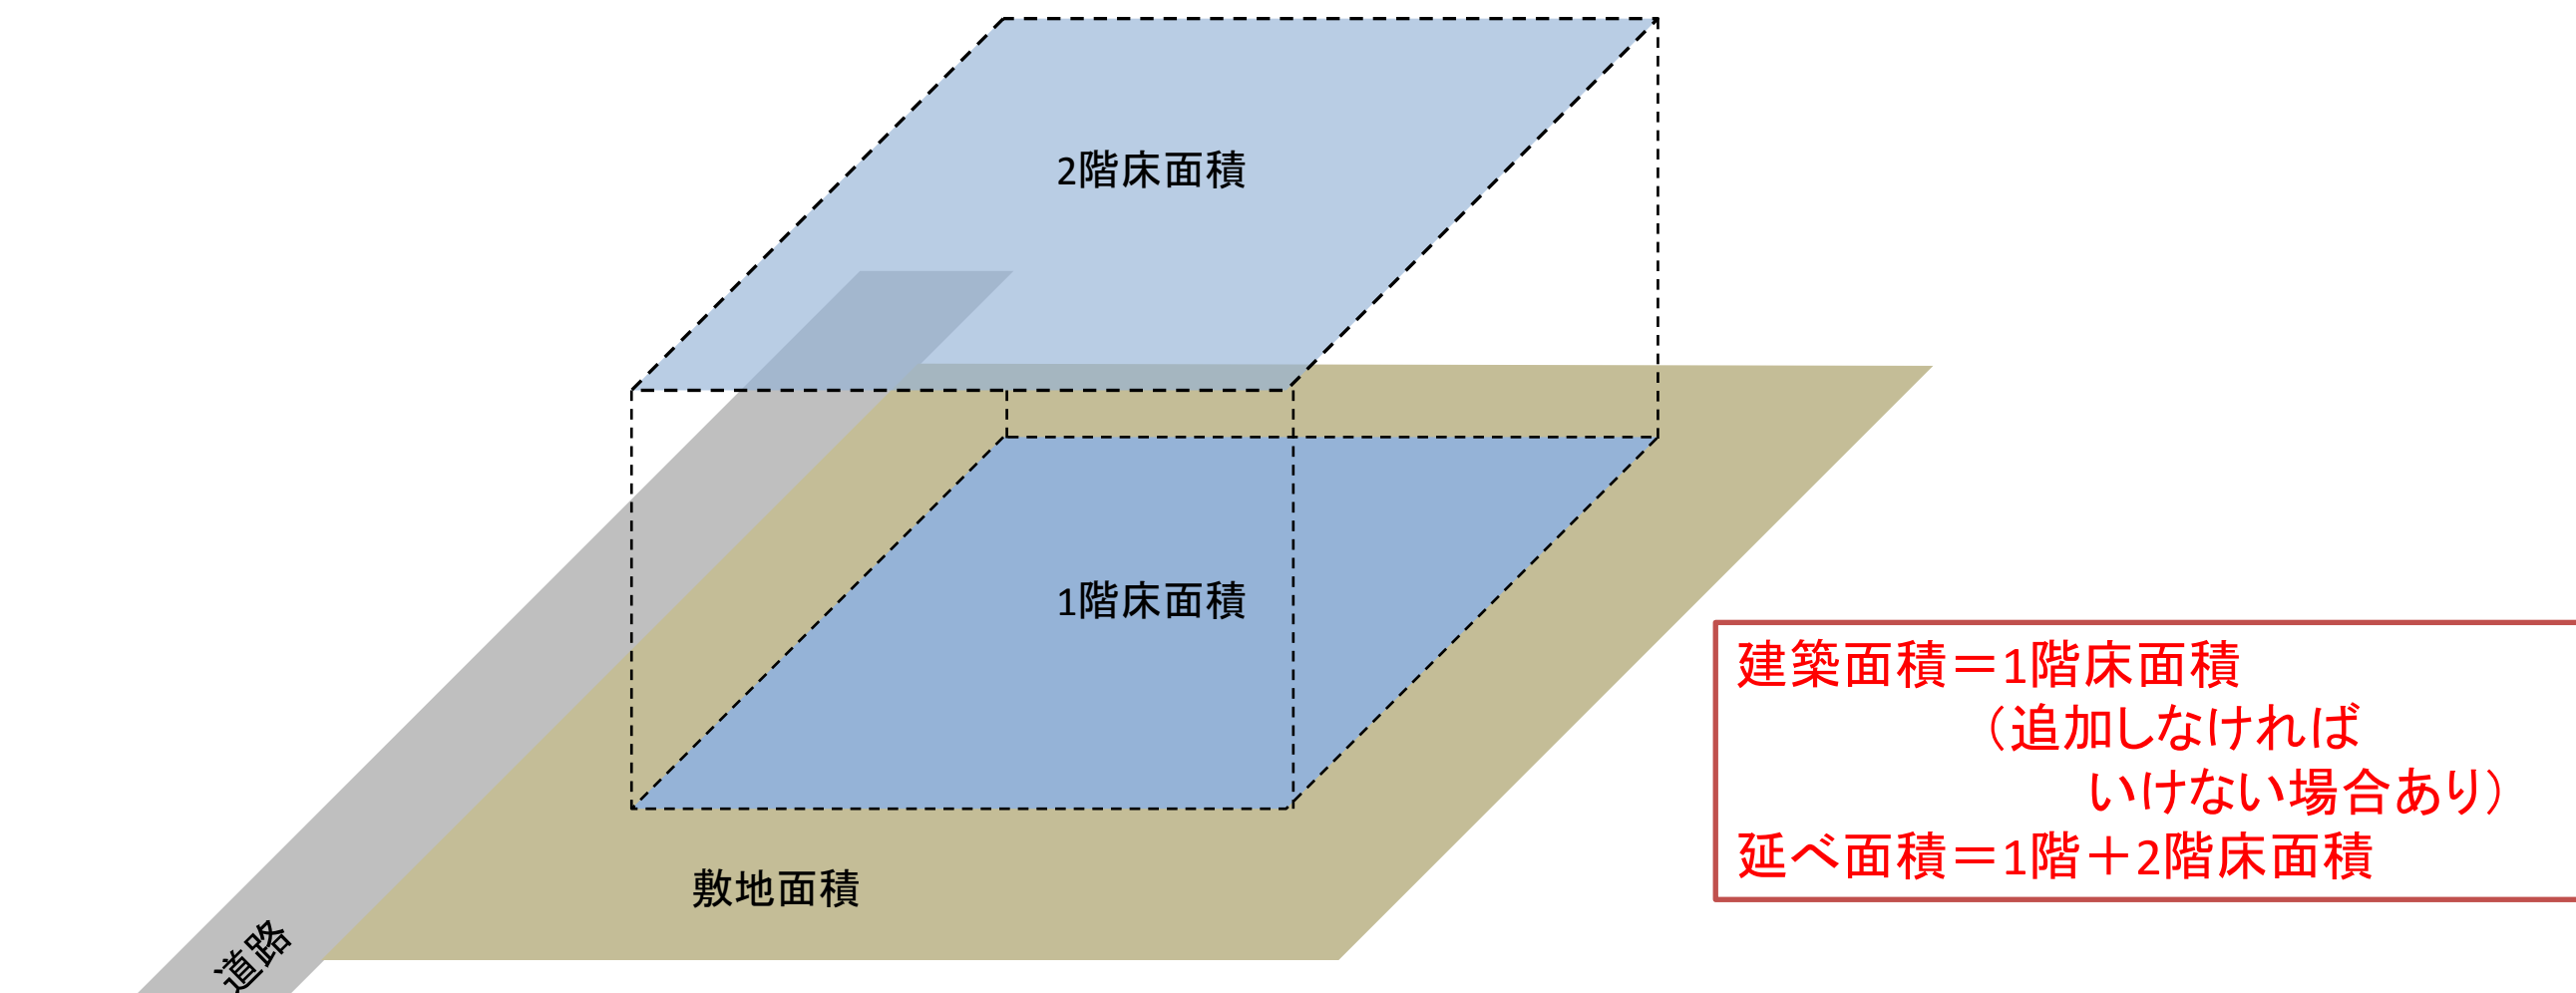 2階床面積
1階床面積
敷地面積
道路
建築面積＝1階床面積
（追加しなければ
いけない場合あり）
延べ面積＝1階＋2階床面積